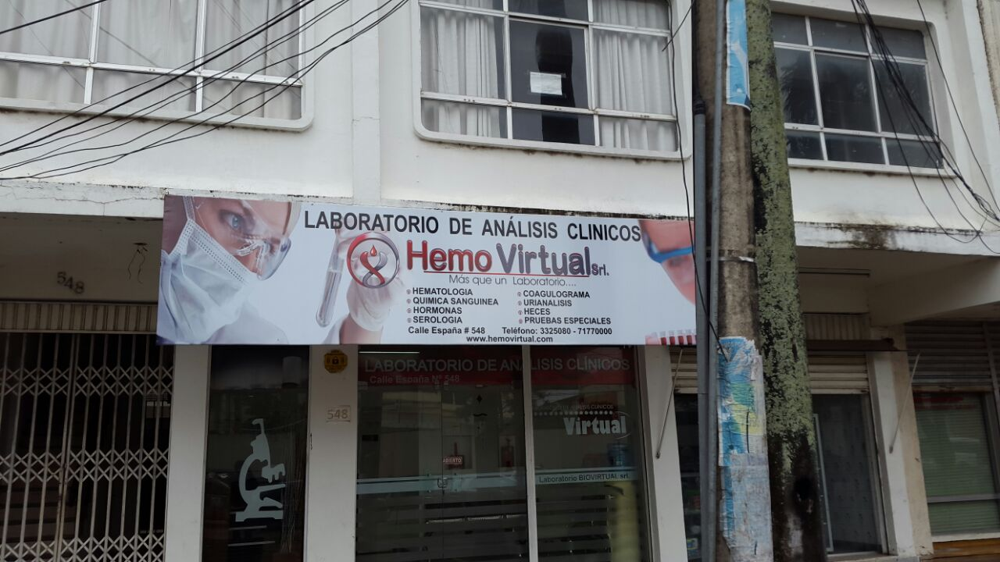 LABORATORIO DE ANÁLISIS CLINICOS
Hemo Virtual Srl.
Más que un Laboratorio....
HEMATOLOGIA
QUIMICA SANGUINEA
HORMONAS
SEROLOGIA
COAGULOGRAMA
URIANALISIS
HECES
PRUEBAS ESPECIALES
Calle España # 548 Teléfono: 3325080 - 71770000
www.hemovirtual.com
548
LABORATORIO DE ANÁLISIS CLÍNICOS
Calle España Nº 548
548
ANALISIS CLINICOS
Virtual
ABIERTO
Laboratorio BIOVIRTUAL srl